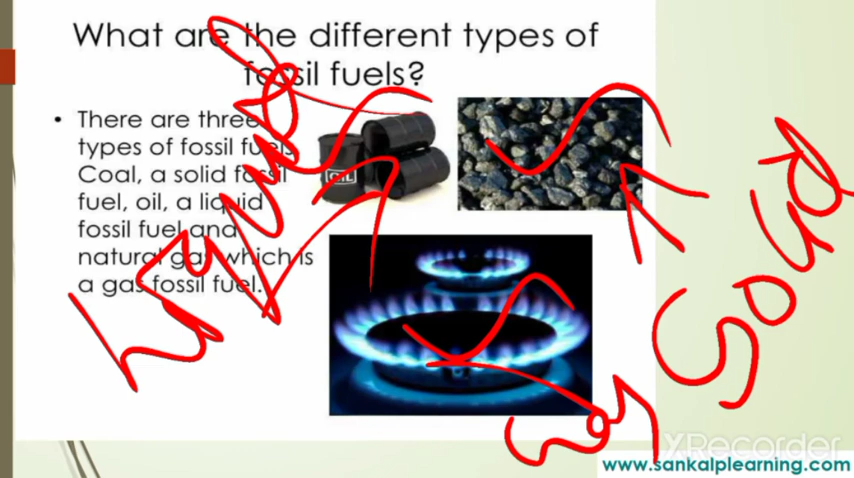 What are the different types of
fossil fuels?
• There are three
types of fossil fuels
Coal, a solid fossil
fuel, oil, a liquid
fossil fuel and
natural gas which is
a gas fossil fuel.
OIL
Liquid
Solid
Gas
XRecorder
www.sankalplearning.com